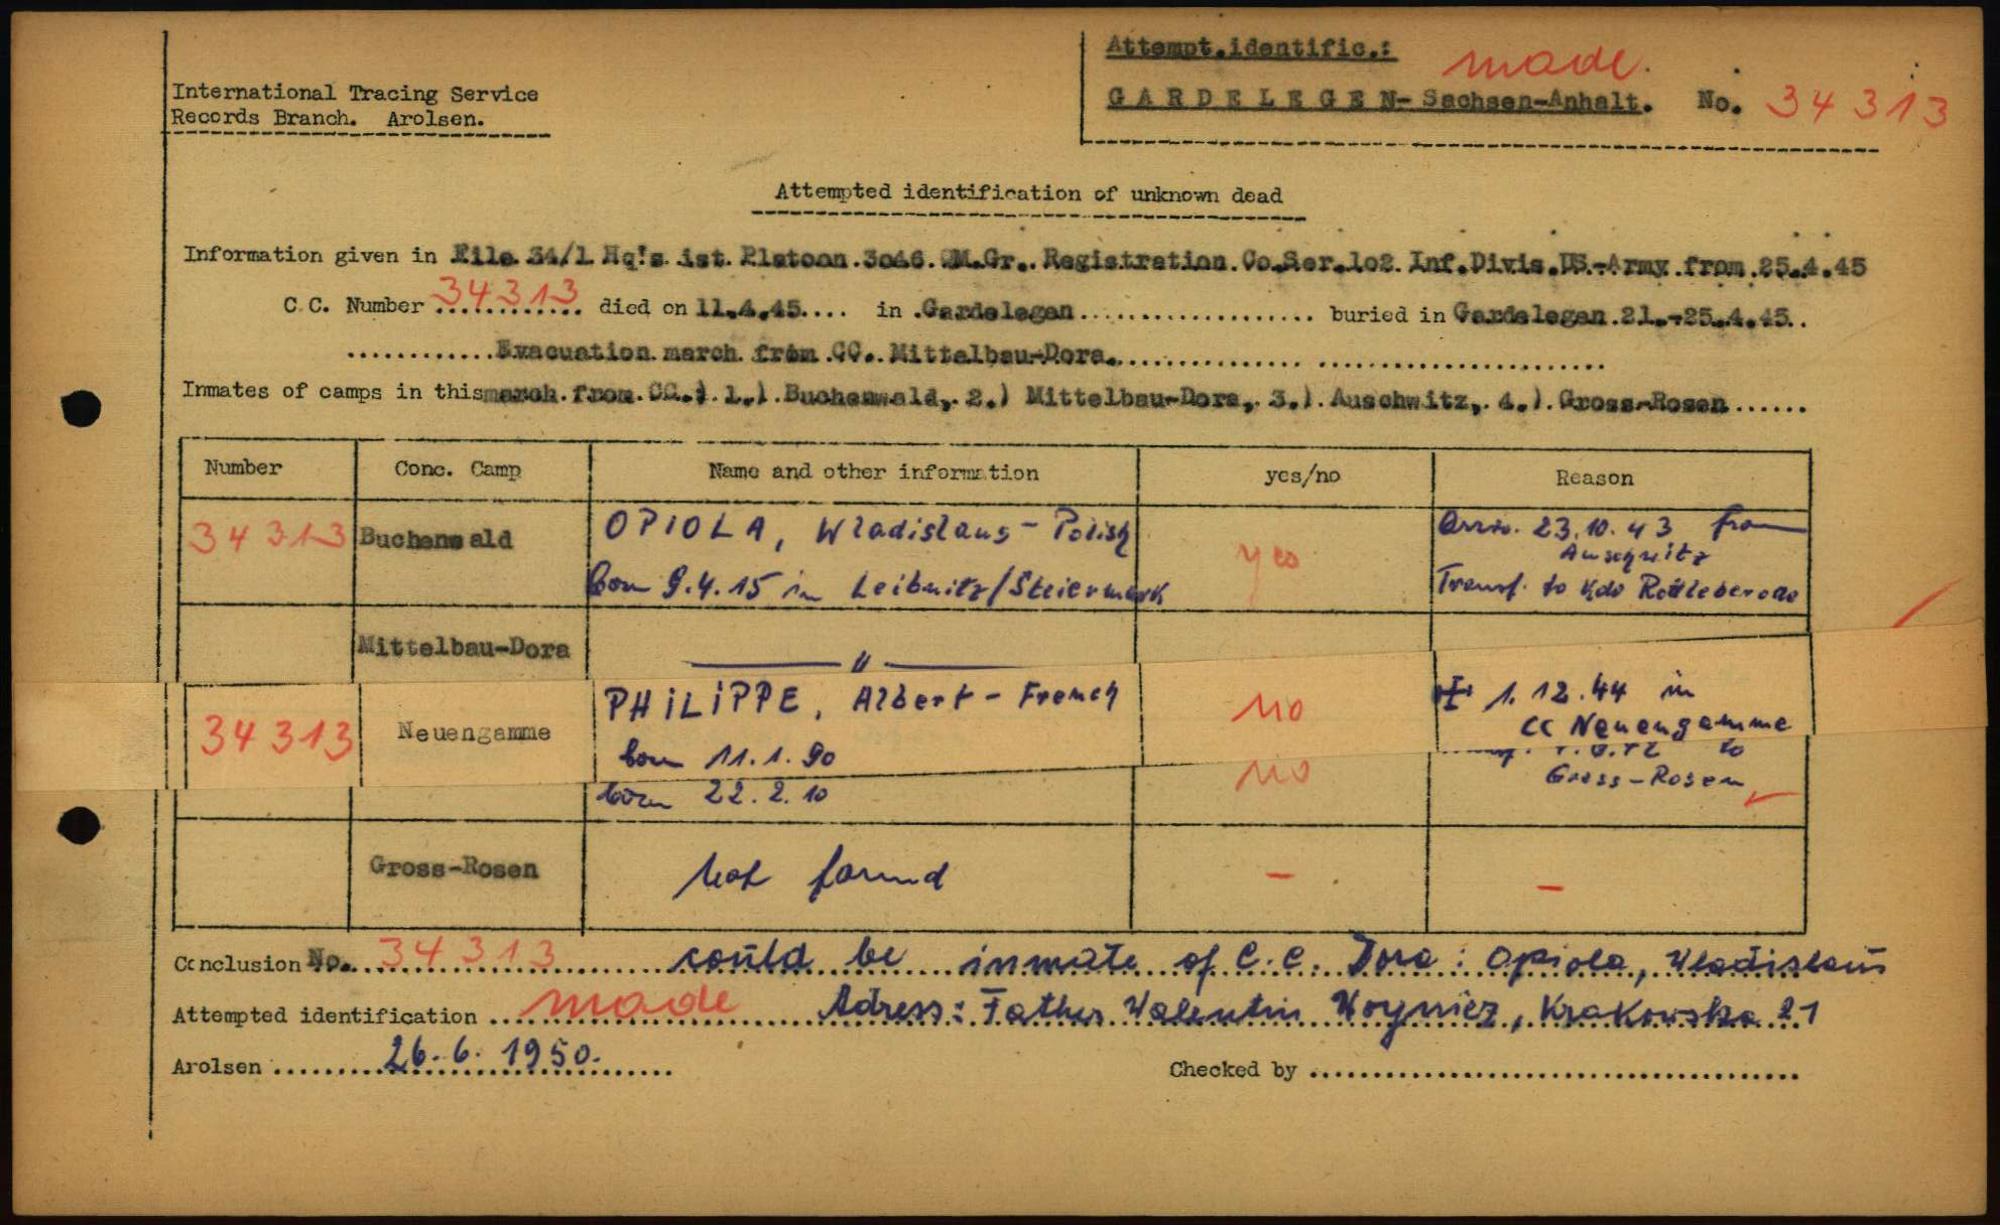 Attempt.identific.: made.
International Tracing Service
Records Branch. Arolsen.
GARDELEGEN- Sachsen-Anhalt. No. 34313
Attempted identification of unknown dead
Information given in File 34/1 Hq's 1st. Platoon.3046. QM.Gr.. Registration.Co.Ser.102 Inf.Divis.US.-Army from 25.4.45
C.C. Number 34313 died on 11.4.45.... in .Gardelegen.................... buried in Gardelegen.21.-25.4.45..
............Evacuation march from CC. Mittelbau-Dora...............................
Inmates of camps in this march from CC.) 1.). Buchenwald, 2.) Mittelbau-Dora, 3.). Auschwitz, 4.). Gross-Rosen......
Number Conc. Camp Name and other information yes/no Reason
34313 Buchenwald OPIOLA, Wladislaus - Polish yes Arriv. 23.10.43 from
Auschwitz
born 9.4.15 in Leibnitz/Steiermark Transf. to Kdo Rottleberode
Mittelbau-Dora —— " ——
34313 Neuengamme PHILIPPE, Albert - French no 1.12.44 in
CC Neuengamme
born 11.1.90
born 22.2.10 no to
Gross-Rosen
Gross-Rosen Not found - -
Conclusion No. 34313 could be inmate of C.C. Dora: Opiola, Wladislaus
Attempted identification made Adress: Father Walentin Krakowska 21
Arolsen 26.6.1950. Checked by